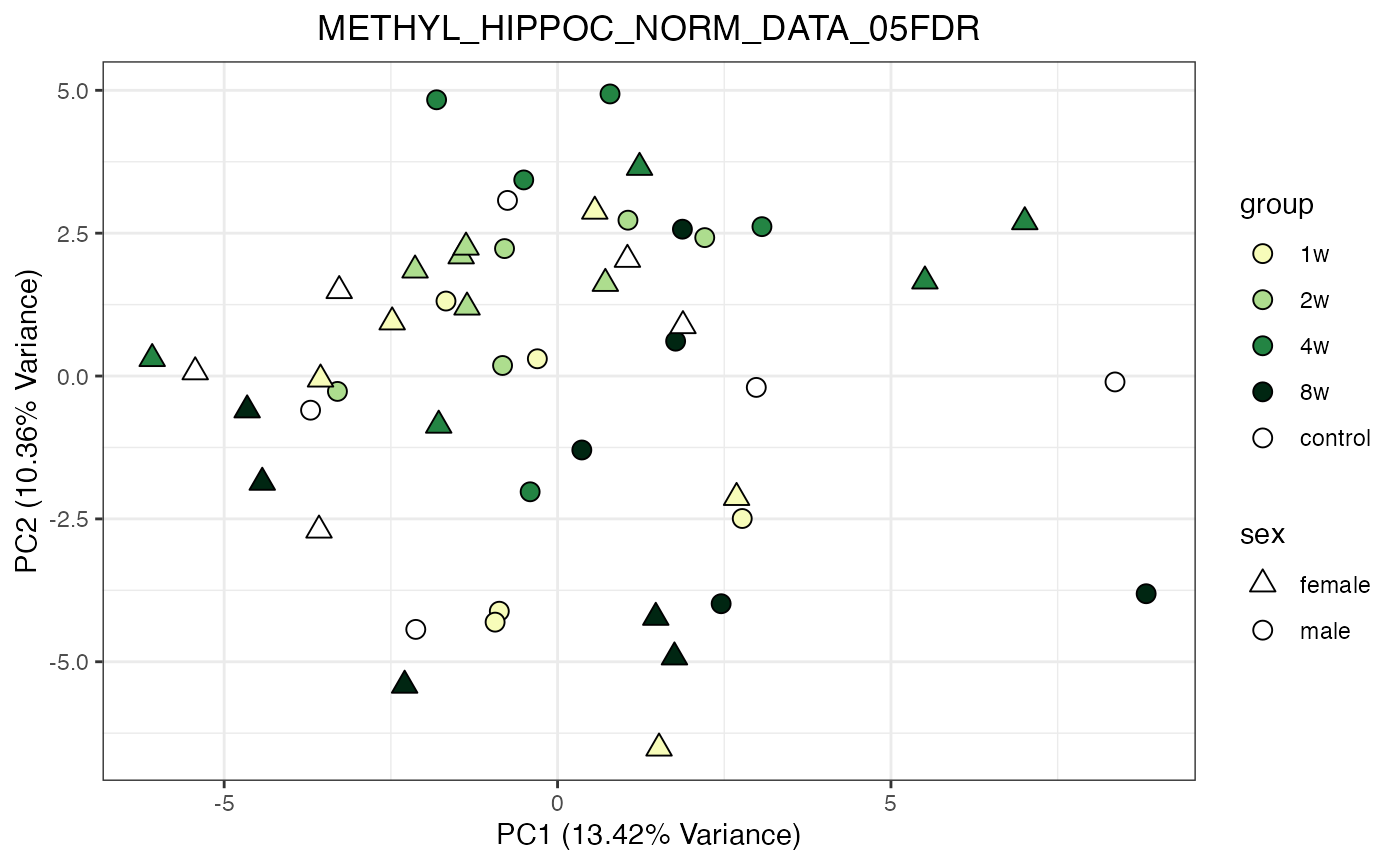 METHYL_HIPPOC_NORM_DATA_05FDR
5.0
2.5
0.0
-2.5
-5.0
PC2 (10.36% Variance)
-5
0
5
PC1 (13.42% Variance)
group
1w
2w
4w
8w
control
sex
female
male